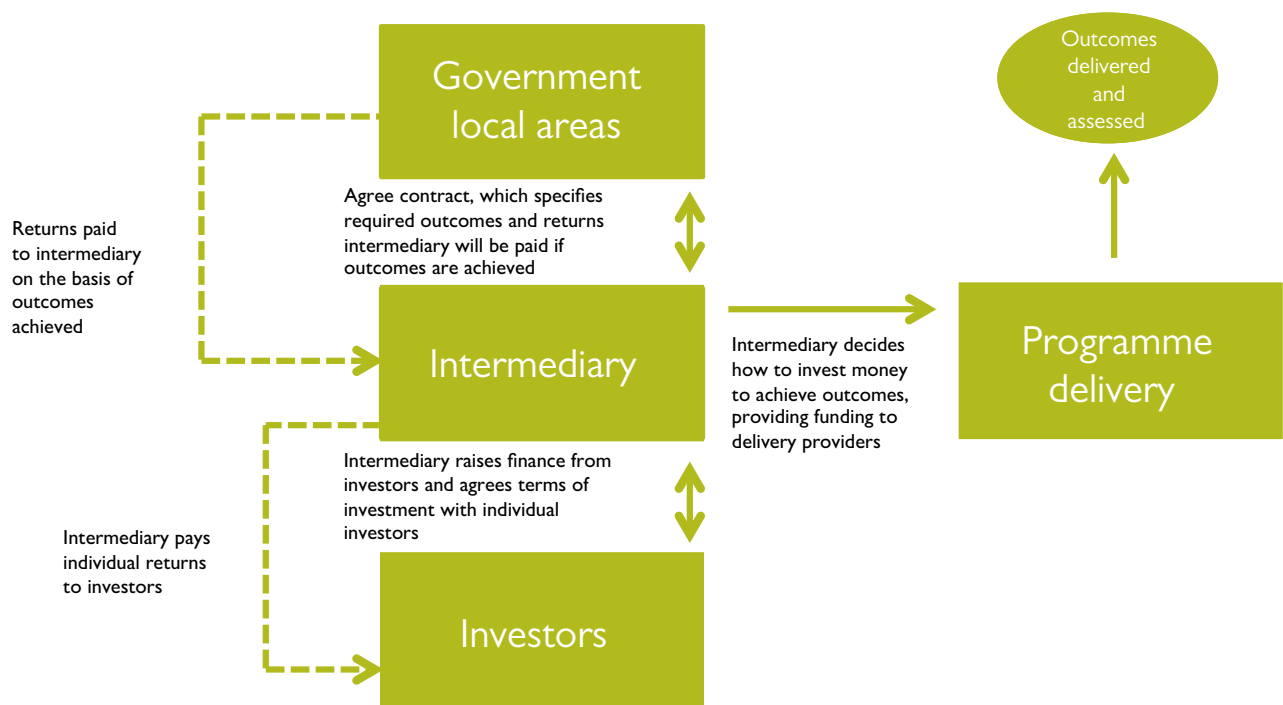 Government
local areas
Outcomes
delivered
and
assessed
Agree contract, which specifies
required outcomes and returns
intermediary will be paid if
outcomes are achieved
Returns paid
to intermediary
on the basis of
outcomes
achieved
Intermediary
Intermediary decides
how to invest money
to achieve outcomes,
providing funding to
delivery providers
Programme
delivery
Intermediary raises finance from
investors and agrees terms of
investment with individual
investors
Intermediary pays
individual returns
to investors
Investors